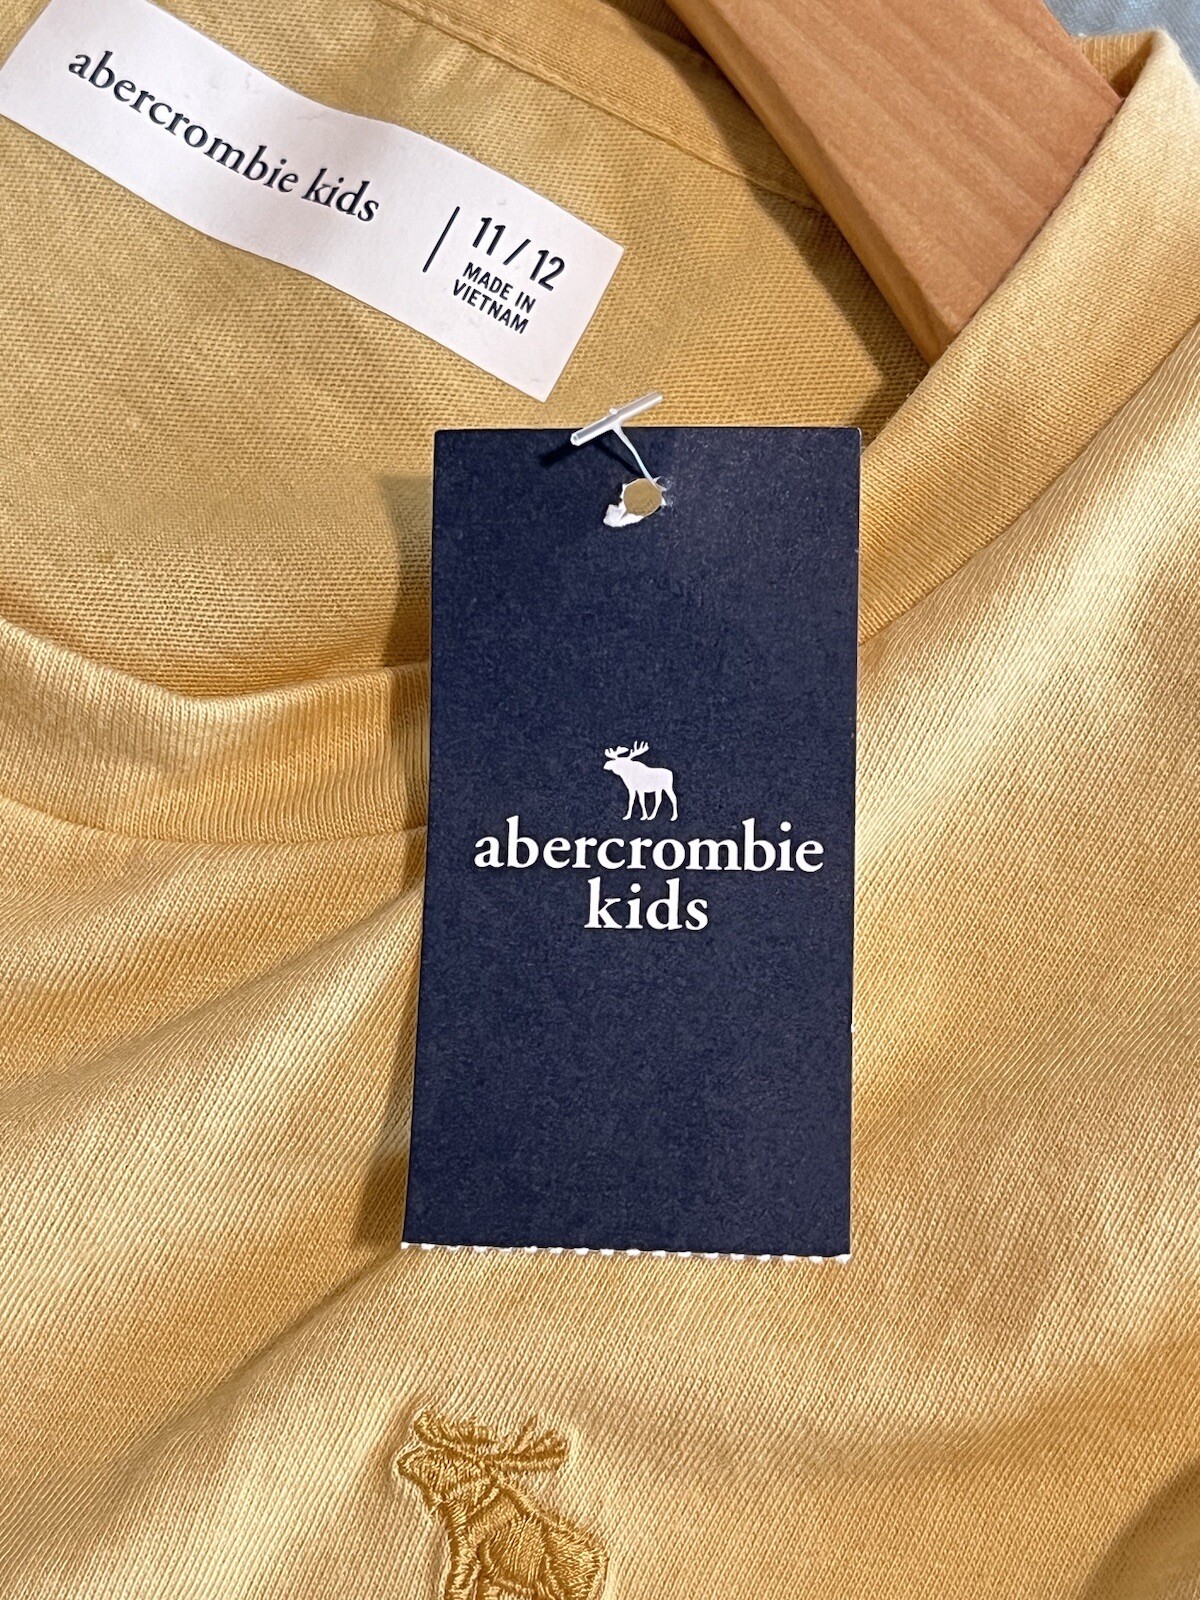 abercrombie kids
11 / 12
MADE IN
VIETNAM
abercrombie
kids